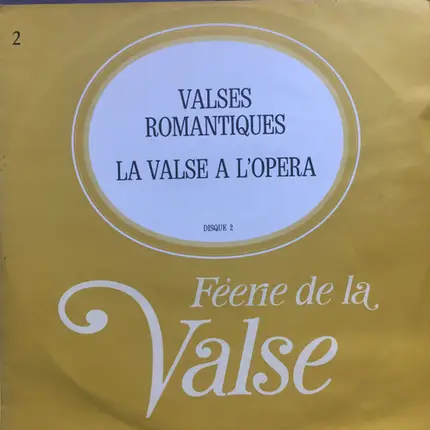 2
VALSES
ROMANTIQUES
LA VALSE A L'OPERA
DISQUE 2
Féerie de la
Valse